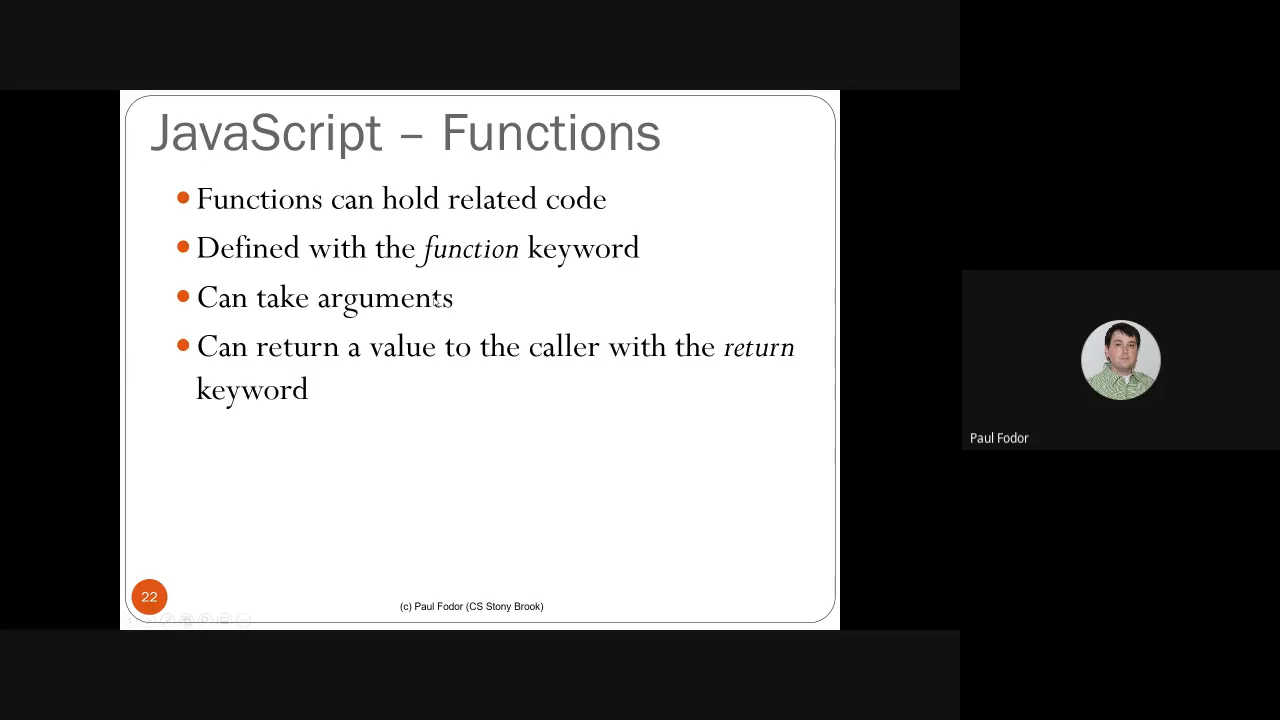 JavaScript – Functions
Functions can hold related code
Defined with the function keyword
Can take arguments
Can return a value to the caller with the return
keyword
22
(c) Paul Fodor (CS Stony Brook)
Paul Fodor